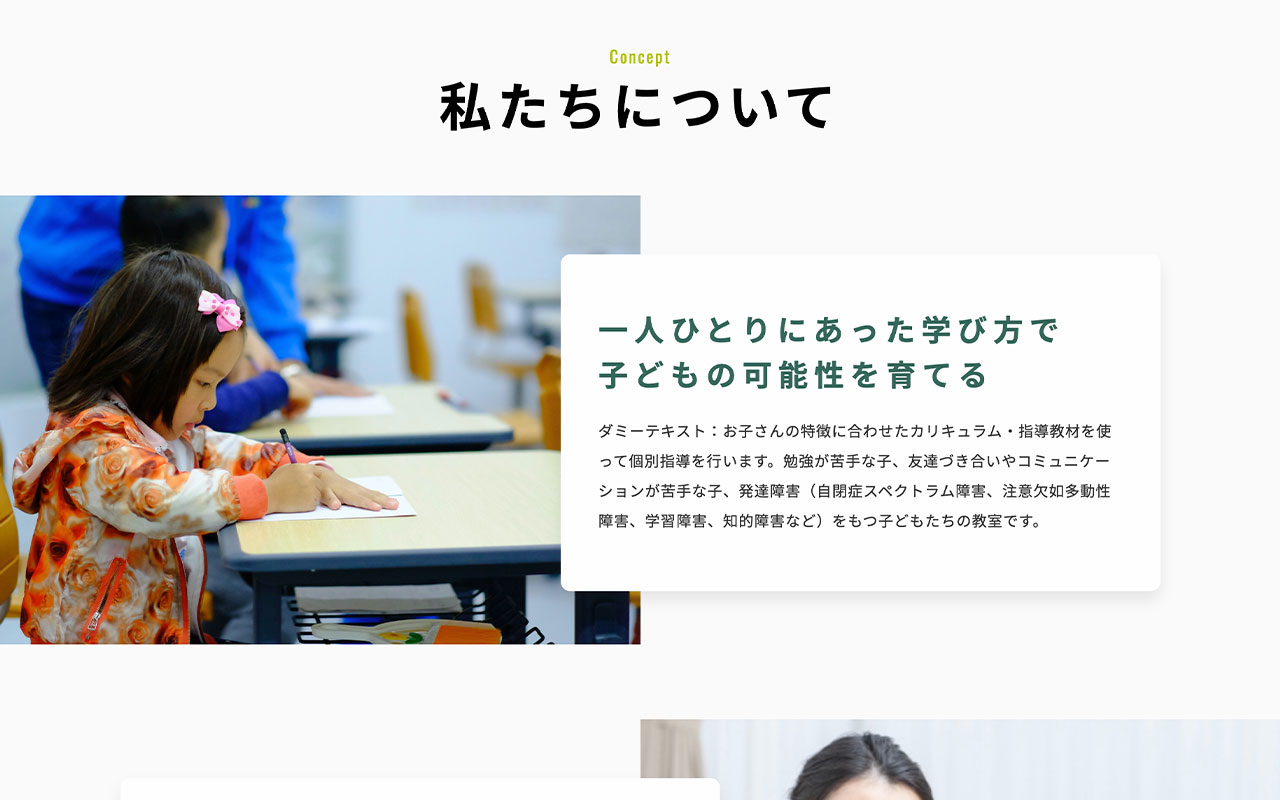 Concept
私たちについて
一人ひとりにあった学び方で
子どもの可能性を育てる
ダミーテキスト：お子さんの特徴に合わせたカリキュラム・指導教材を使
って個別指導を行います。勉強が苦手な子、友達づき合いやコミュニケー
ションが苦手な子、発達障害（自閉症スペクトラム障害、注意欠如多動性
障害、学習障害、知的障害など）をもつ子どもたちの教室です。